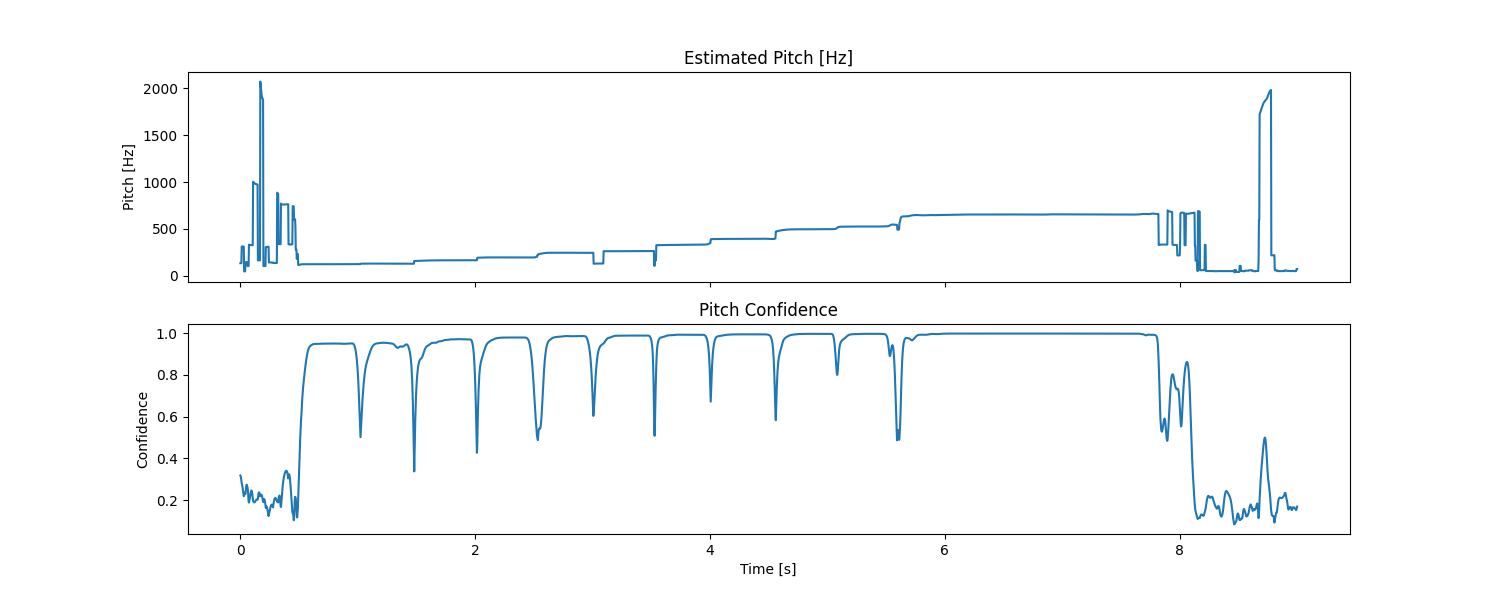 Estimated Pitch [Hz]
2000
1500
1000
500
0
Pitch [Hz]
Pitch Confidence
1.0
0.8
0.6
0.4
0.2
Confidence
0 2 4 6 8
Time [s]